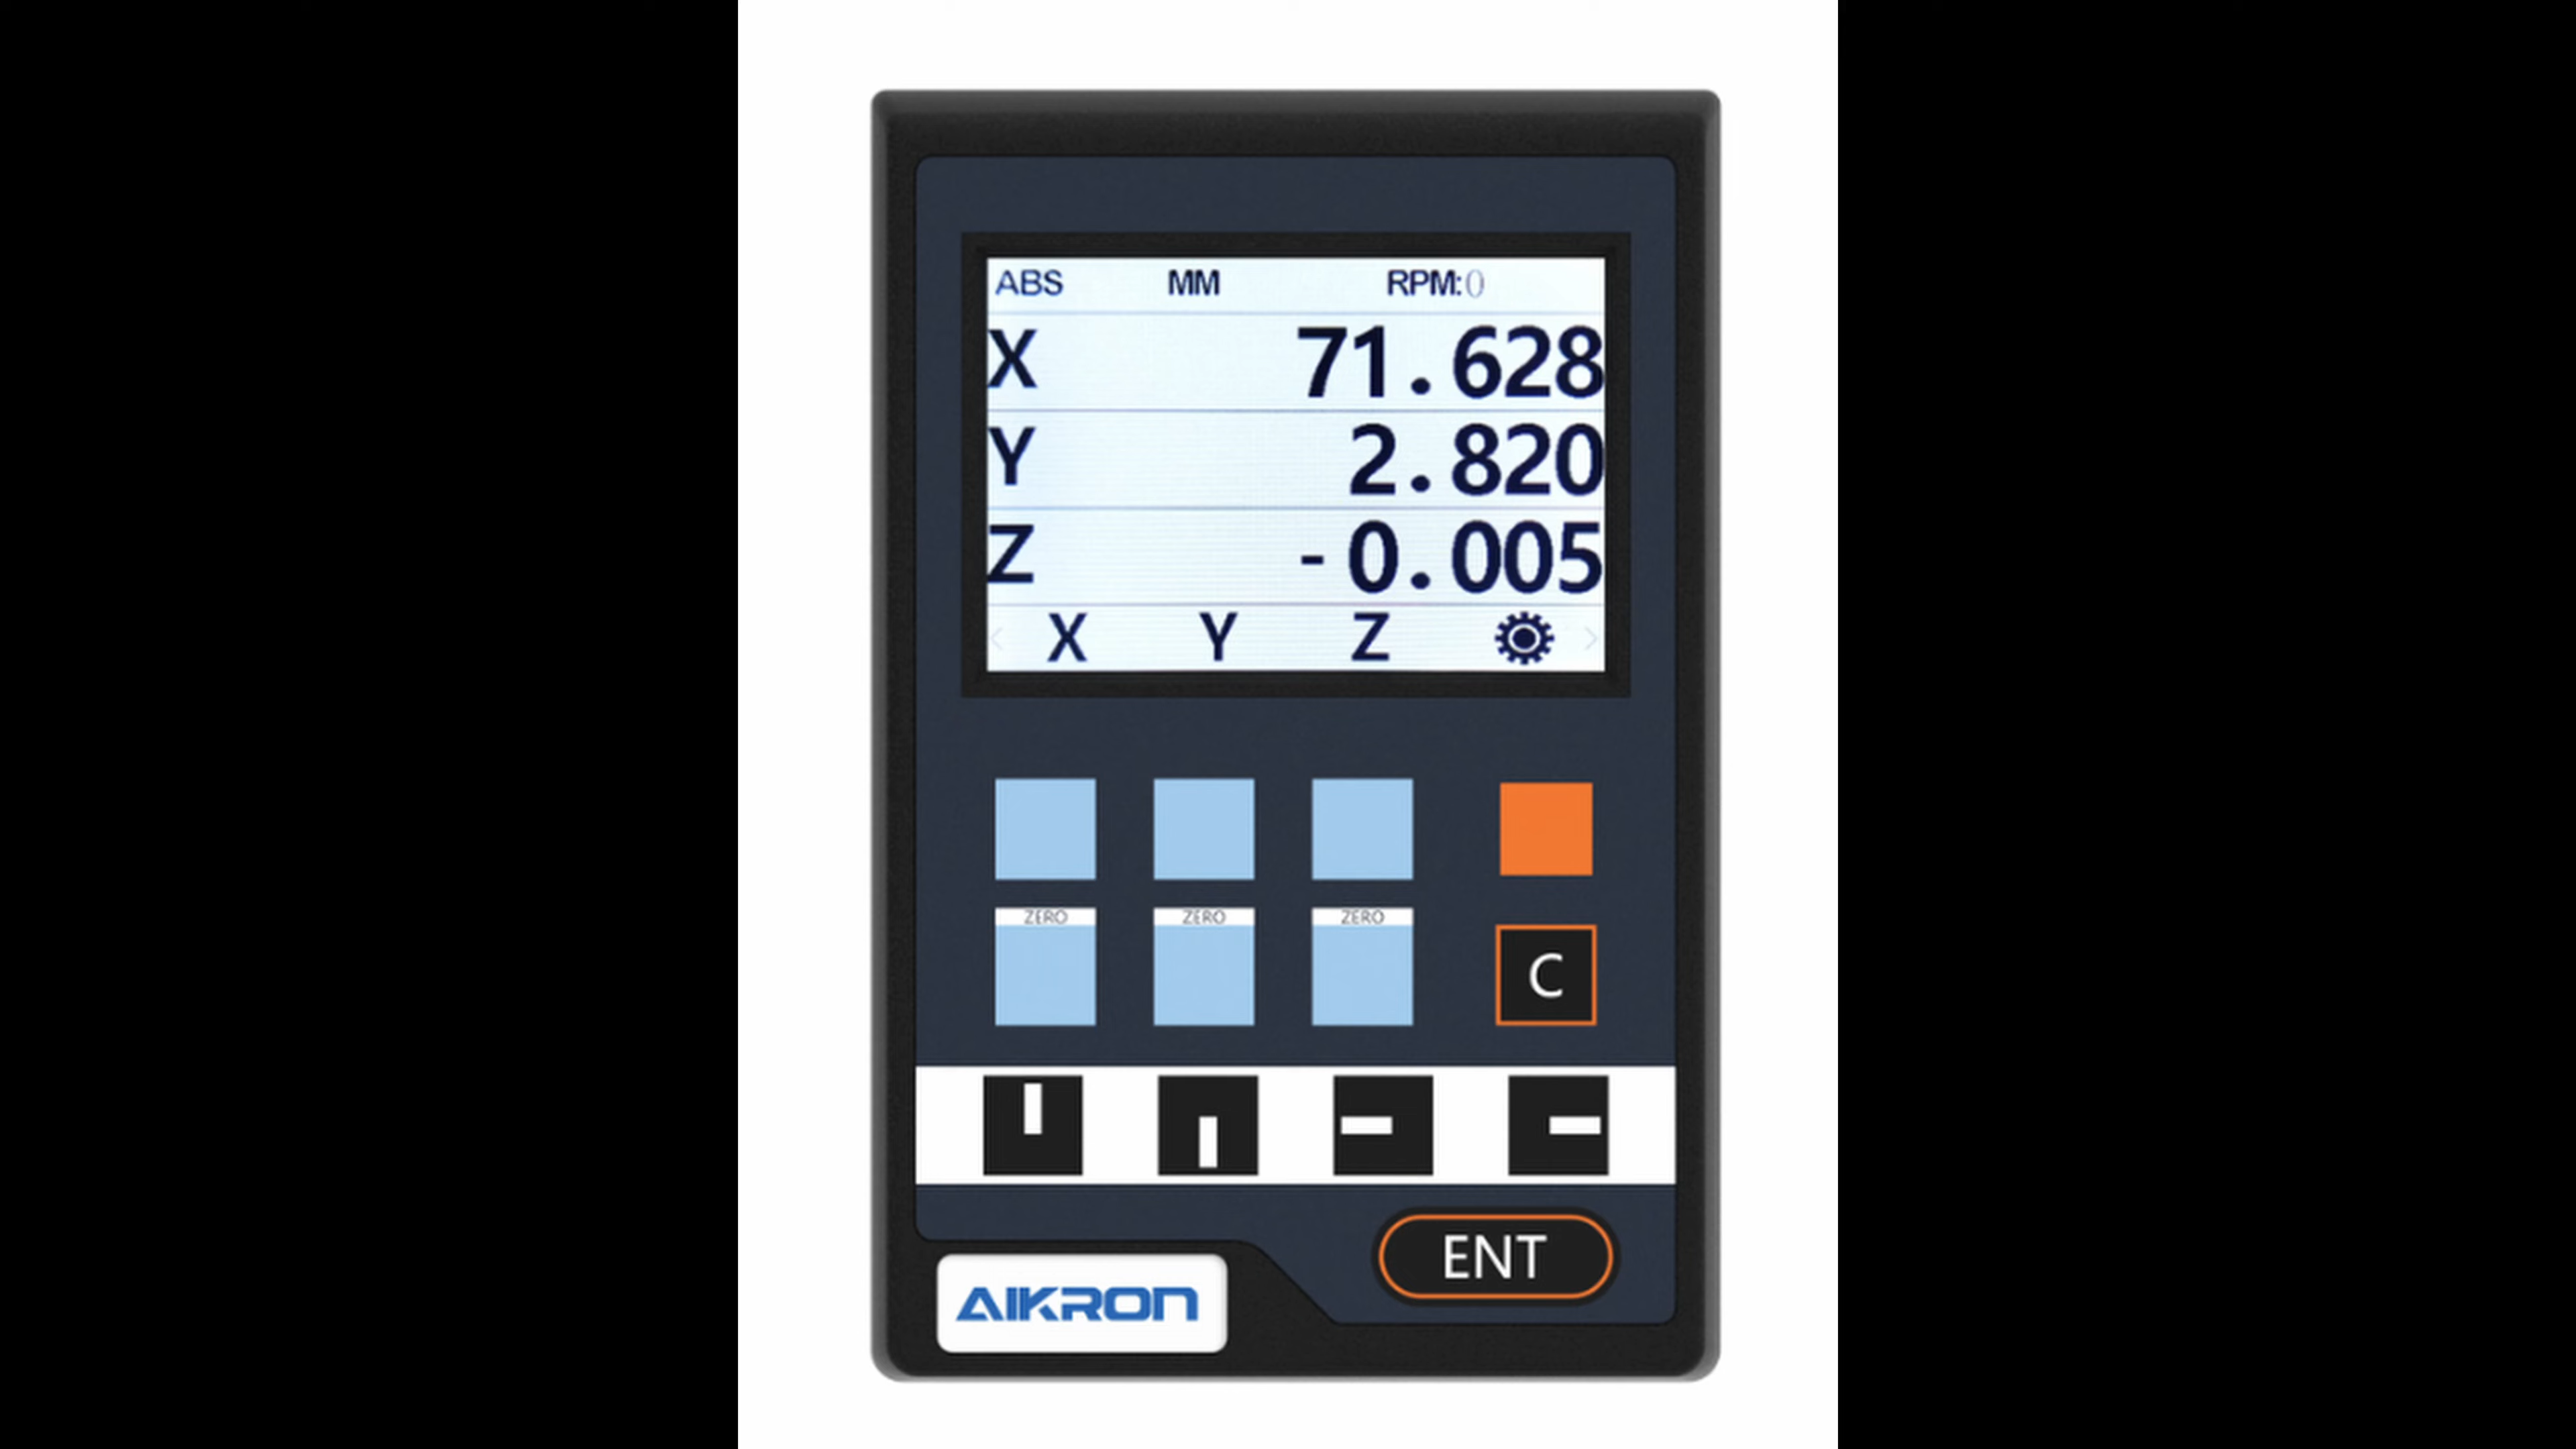 ABS MM RPM:0
X 71.628
Y 2.820
Z -0.005
X Y Z
ZERO ZERO ZERO
C
ENT
AIKRON